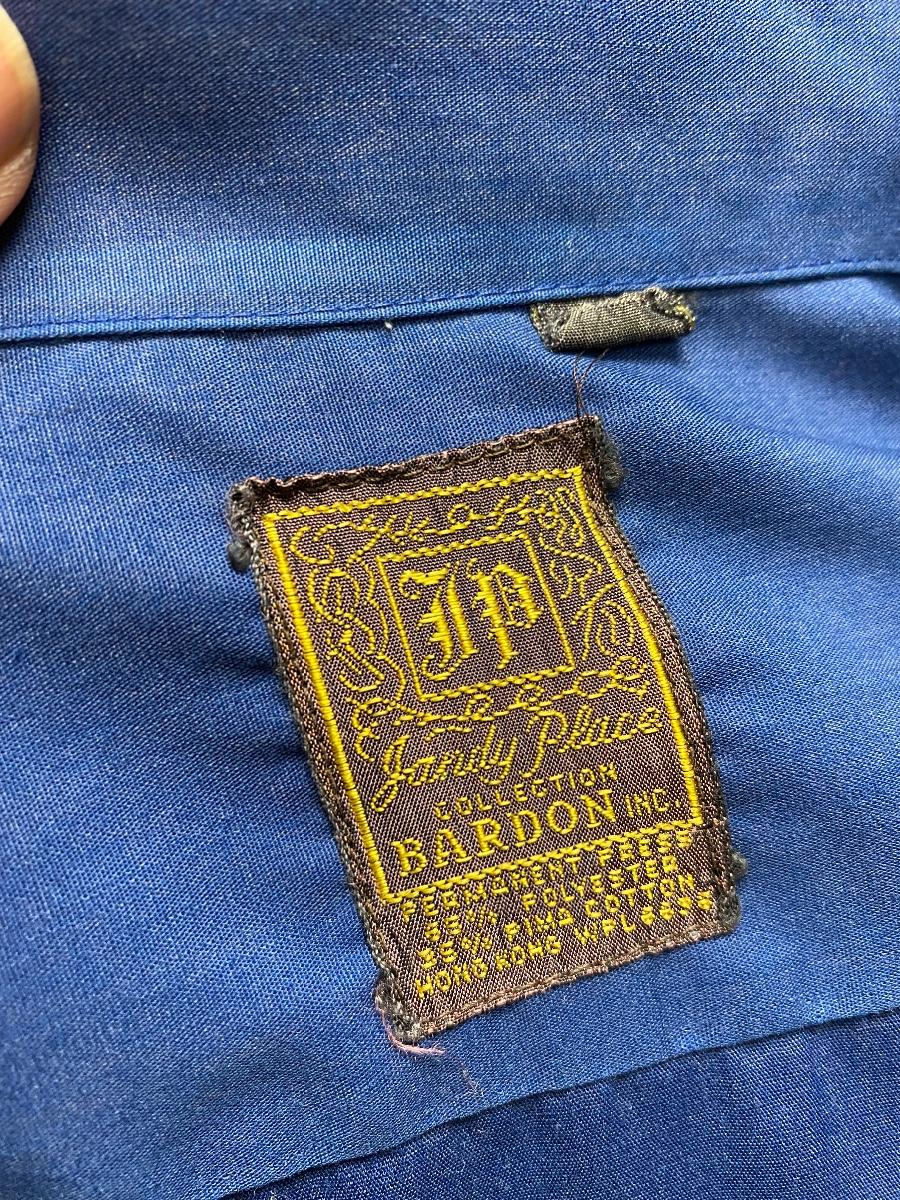 Jp
Jandy Place
COLLECTION
BARDON INC.
PERMANENT PRESS
65% POLYESTER
35% PIMA COTTON
HONG KONG